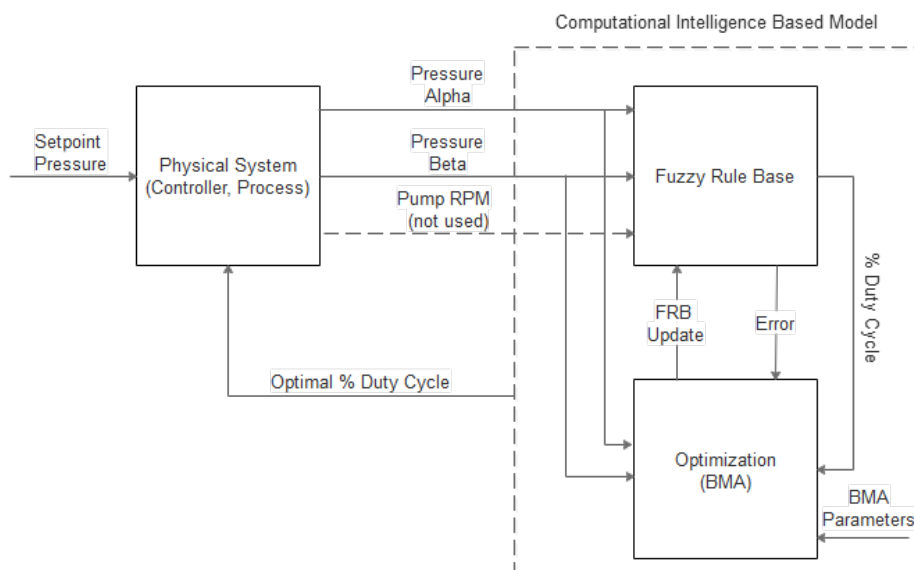 Computational Intelligence Based Model
Pressure
Alpha
Setpoint
Pressure
Pressure
Beta
Physical System
(Controller, Process)
Fuzzy Rule Base
Pump RPM
(not used)
% Duty Cycle
FRB
Update
Error
Optimal % Duty Cycle
Optimization
(BMA)
BMA
Parameters